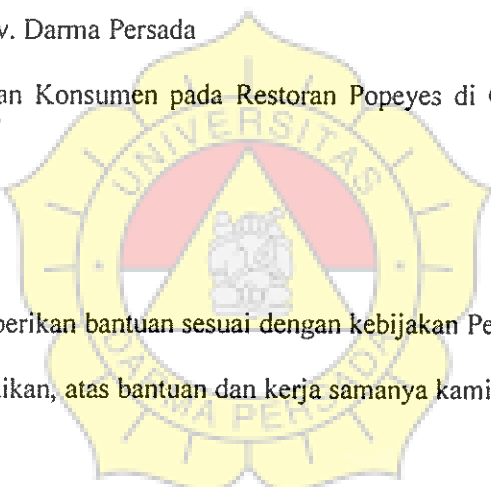 v. Darma Persada
an Konsumen pada Restoran Popeyes di
UNIVERSITAS
berikan bantuan sesuai dengan kebijakan Pe
ikan, atas bantuan dan kerja samanya kami
DARMA PERSADA